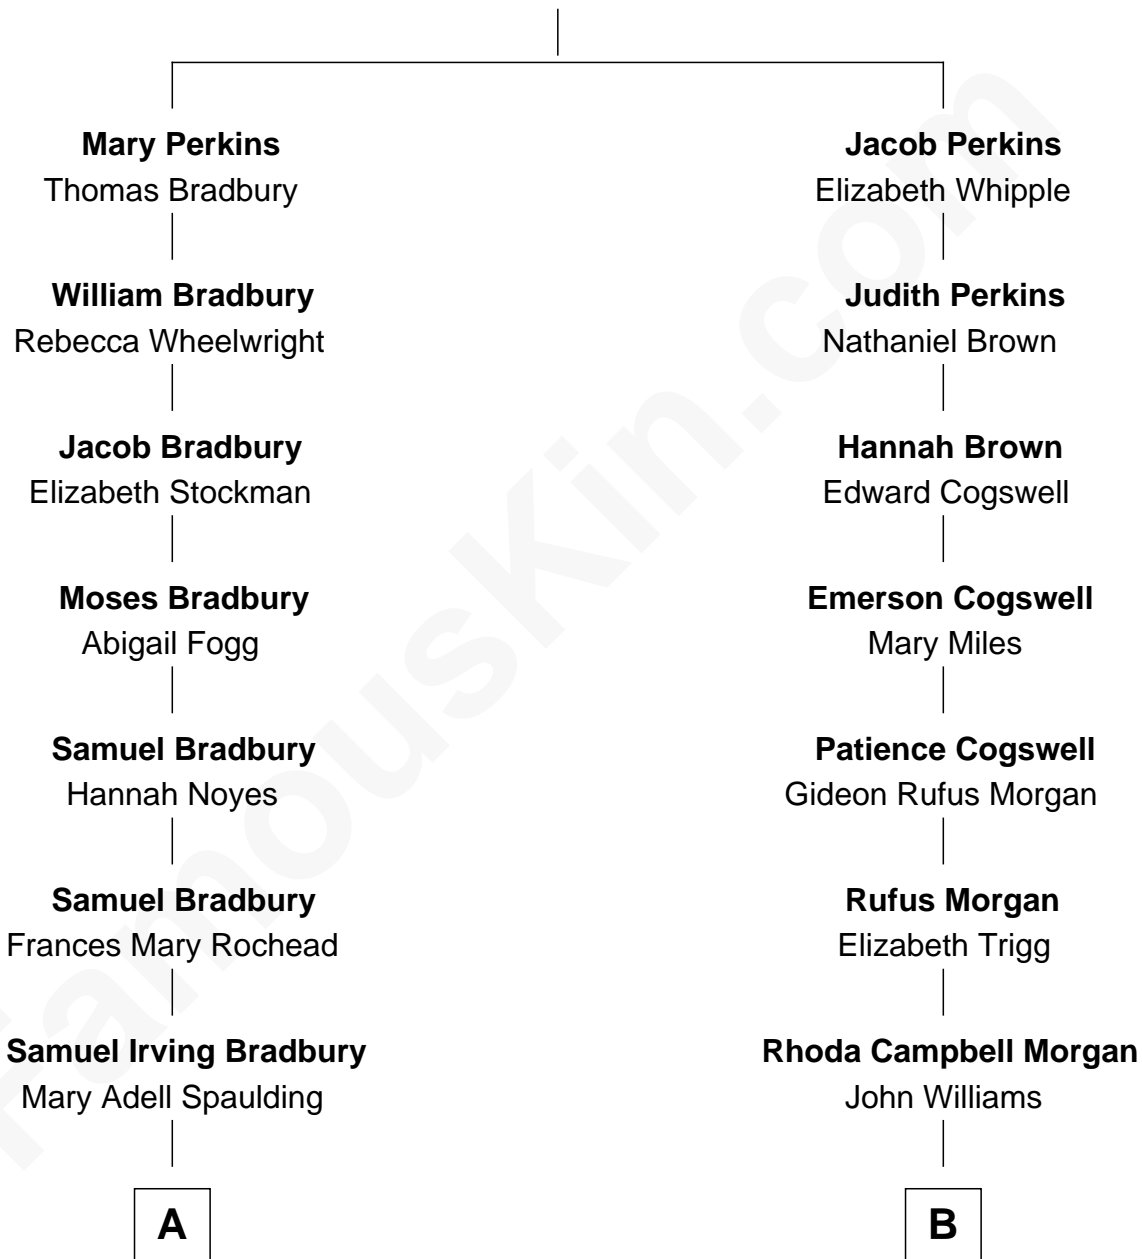 Mary Perkins
Thomas Bradbury
William Bradbury
Rebecca Wheelwright
Jacob Bradbury
Elizabeth Stockman
Moses Bradbury
Abigail Fogg
Samuel Bradbury
Hannah Noyes
Samuel Bradbury
Frances Mary Rochead
Samuel Irving Bradbury
Mary Adell Spaulding
A
Jacob Perkins
Elizabeth Whipple
Judith Perkins
Nathaniel Brown
Hannah Brown
Edward Cogswell
Emerson Cogswell
Mary Miles
Patience Cogswell
Gideon Rufus Morgan
Rufus Morgan
Elizabeth Trigg
Rhoda Campbell Morgan
John Williams
B
FamousKin.com